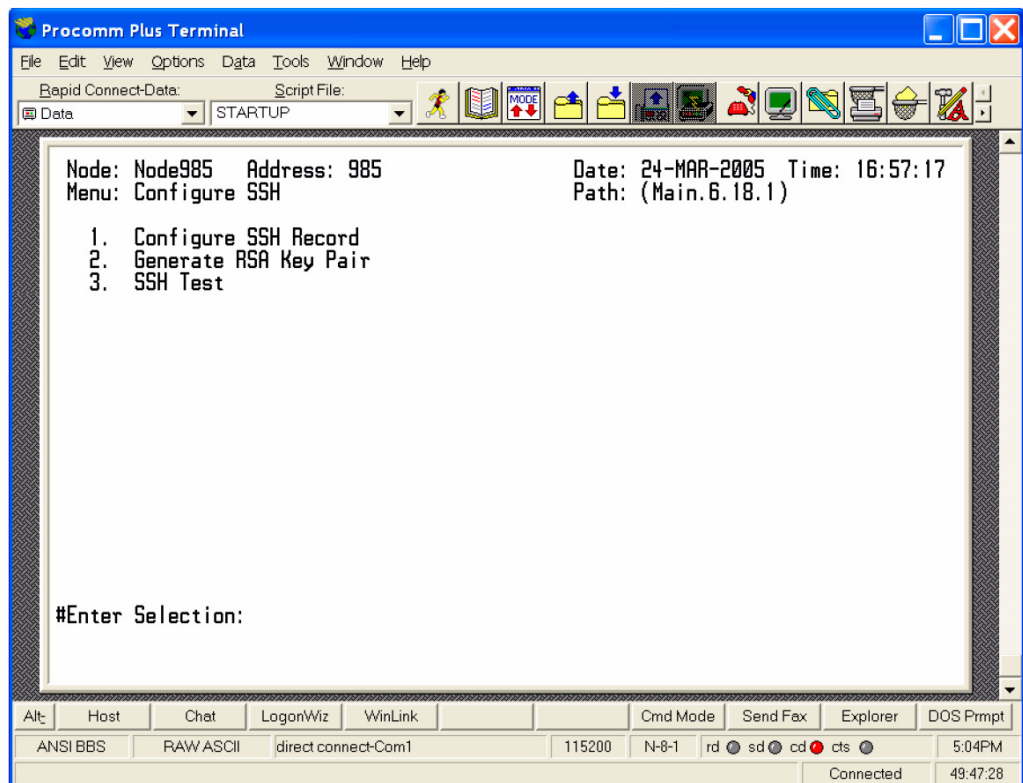 Procomm Plus Terminal
File Edit View Options Data Tools Window Help
Rapid Connect-Data: Script File:
Data STARTUP
MODE
Node: Node985 Address: 985 Date: 24-MAR-2005 Time: 16:57:17
Menu: Configure SSH Path: (Main.6.18.1)
1. Configure SSH Record
2. Generate RSA Key Pair
3. SSH Test
#Enter Selection:
Alt- Host Chat LogonWiz WinLink Cmd Mode Send Fax Explorer DOS Prmpt
ANSI BBS RAW ASCII direct connect-Com1 115200 N-8-1 rd sd cd cts 5:04PM
Connected 49:47:28